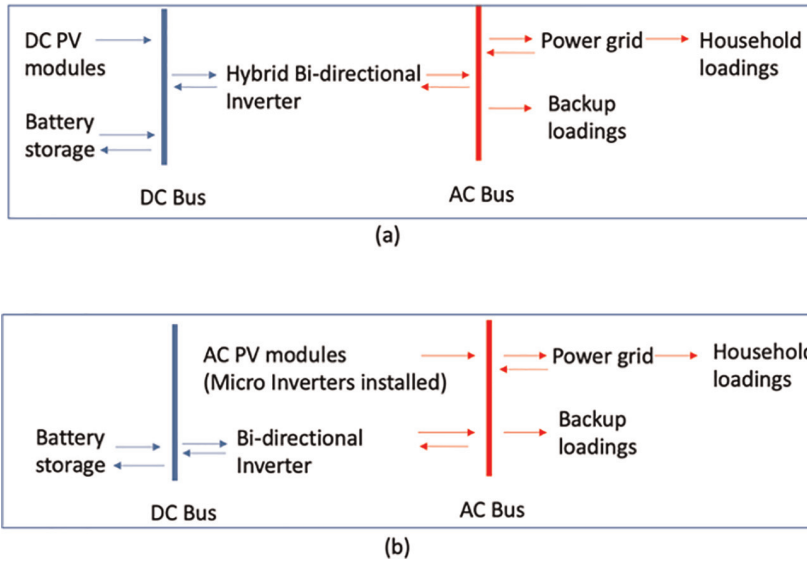 DC PV
modules
Power grid
Household
loadings
Hybrid Bi-directional
Inverter
Backup
loadings
Battery
storage
DC Bus
AC Bus
(a)
AC PV modules
(Micro Inverters installed)
Power grid
Household
loadings
Battery
storage
Bi-directional
Inverter
Backup
loadings
DC Bus
AC Bus
(b)